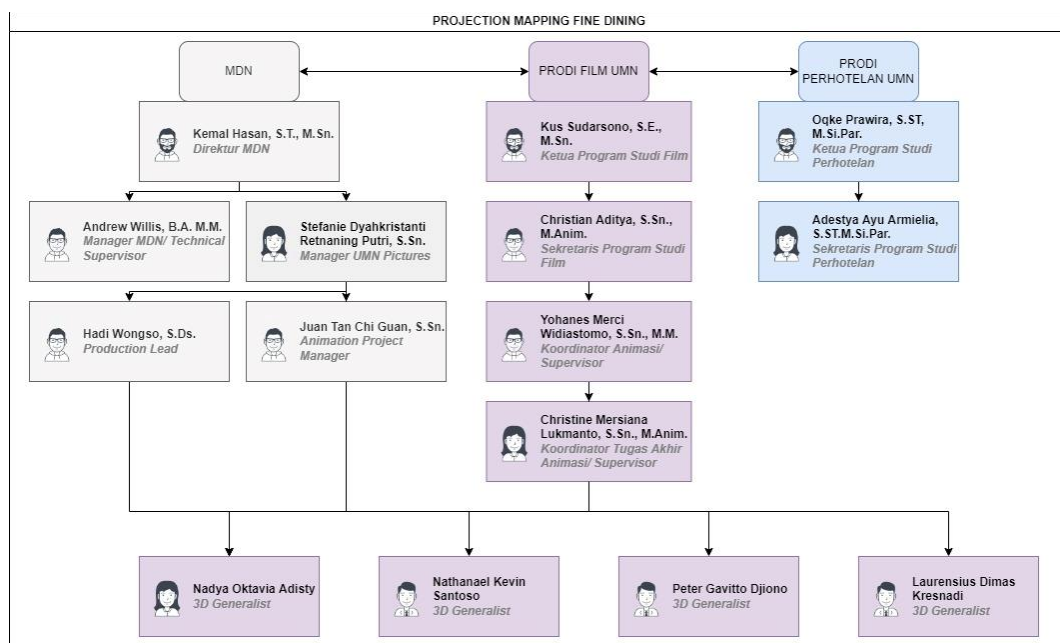 PROJECTION MAPPING FINE DINING
MDN
PRODI FILM UMN
PRODI
PERHOTELAN UMN
Kemal Hasan, S.T., M.Sn.
Direktur MDN
Kus Sudarsono, S.E.,
M.Sn.
Ketua Program Studi Film
Oqke Prawira, S.ST,
M.Si.Par.
Ketua Program Studi
Perhotelan
Andrew Willis, B.A. M.M.
Manager MDN/ Technical
Supervisor
Stefanie Dyahkristanti
Retnaning Putri, S.Sn.
Manager UMN Pictures
Christian Aditya, S.Sn.,
M.Anim.
Sekretaris Program Studi
Film
Adestya Ayu Armielia,
S.ST.M.Si.Par.
Sekretaris Program Studi
Perhotelan
Hadi Wongso, S.Ds.
Production Lead
Juan Tan Chi Guan, S.Sn.
Animation Project
Manager
Yohanes Merci
Widiastomo, S.Sn., M.M.
Koordinator Animasi/
Supervisor
Christine Mersiana
Lukmanto, S.Sn., M.Anim.
Koordinator Tugas Akhir
Animasi/ Supervisor
Nadya Oktavia Adisty
3D Generalist
Nathanael Kevin
Santoso
3D Generalist
Peter Gavitto Djiono
3D Generalist
Laurensius Dimas
Kresnadi
3D Generalist